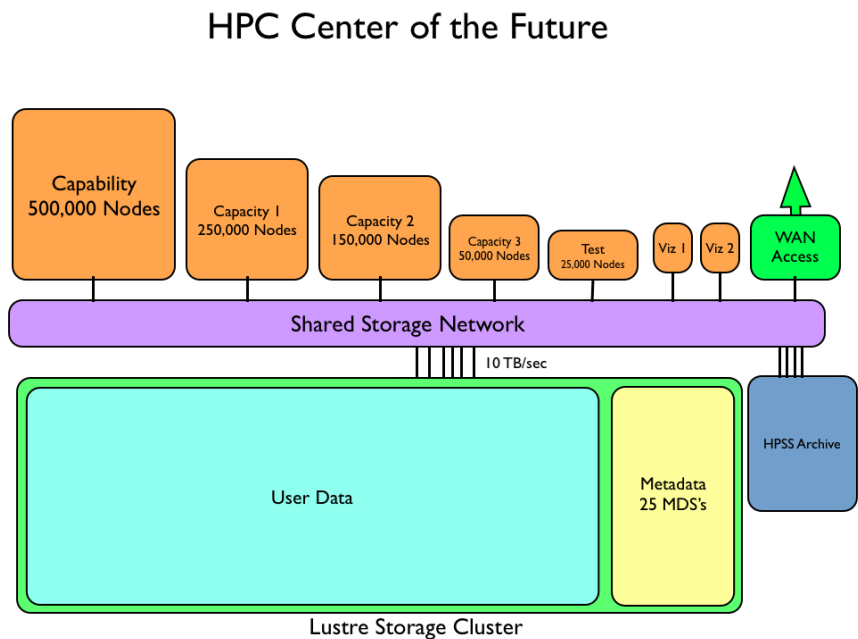 HPC Center of the Future
Capability
500,000 Nodes
Capacity 1
250,000 Nodes
Capacity 2
150,000 Nodes
Capacity 3
50,000 Nodes
Test
25,000 Nodes
Viz 1
Viz 2
WAN
Access
Shared Storage Network
10 TB/sec
User Data
Metadata
25 MDS's
HPSS Archive
Lustre Storage Cluster